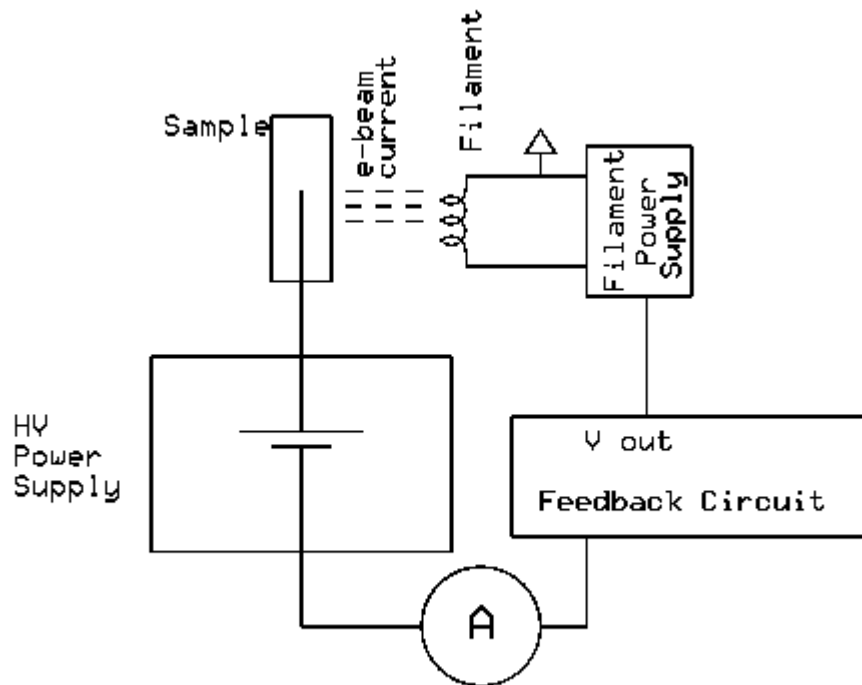 Sample
e-beam
current
Filament
Filament
Power
Supply
HV
Power
Supply
V out
Feedback Circuit
A